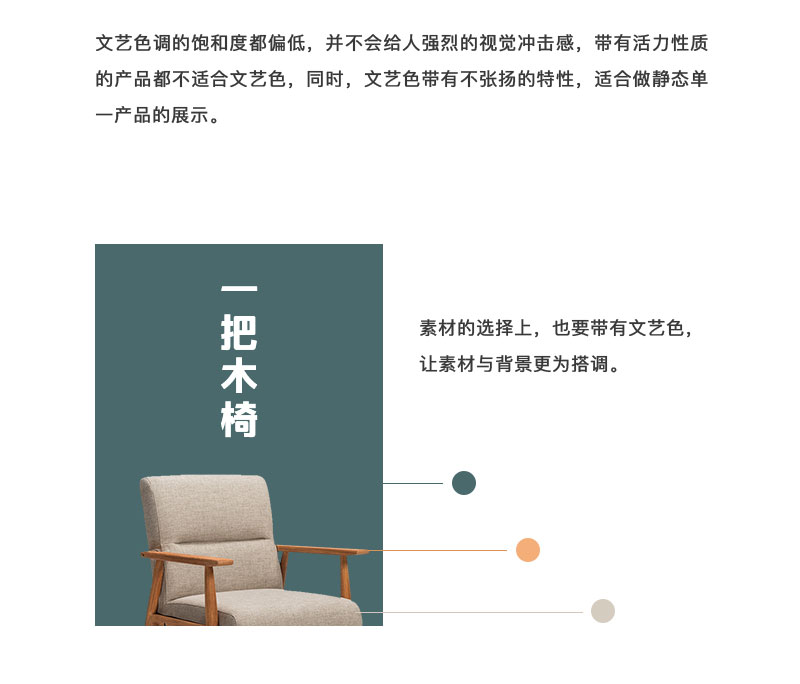 文艺色调的饱和度都偏低，并不会给人强烈的视觉冲击感，带有活力性质
的产品都不适合文艺色，同时，文艺色带有不张扬的特性，适合做静态单
一产品的展示。
一把木椅
素材的选择上，也要带有文艺色，
让素材与背景更为搭调。